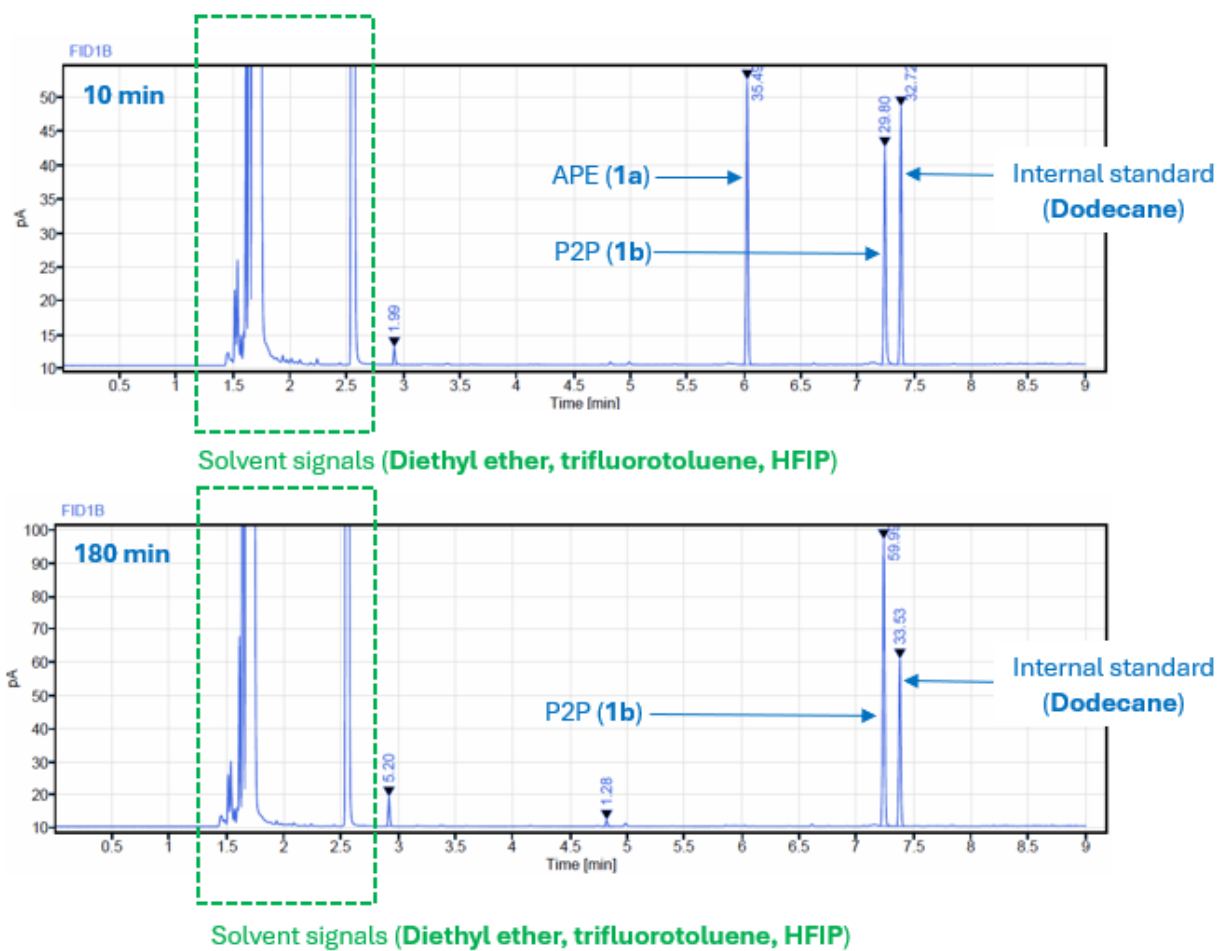 FID1B
10 min
50
45
40
35
30
25
20
15
10
pA
1.99
35.49
29.80
32.72
APE (1a)
P2P (1b)
Internal standard
(Dodecane)
0.5 1 1.5 2 2.5 3 3.5 4 4.5 5 5.5 6 6.5 7 7.5 8 8.5 9
Time [min]
Solvent signals (Diethyl ether, trifluorotoluene, HFIP)
FID1B
180 min
100
90
80
70
60
50
40
30
20
10
pA
5.20
1.28
59.99
33.53
P2P (1b)
Internal standard
(Dodecane)
0.5 1 1.5 2 2.5 3 3.5 4 4.5 5 5.5 6 6.5 7 7.5 8 8.5 9
Time [min]
Solvent signals (Diethyl ether, trifluorotoluene, HFIP)